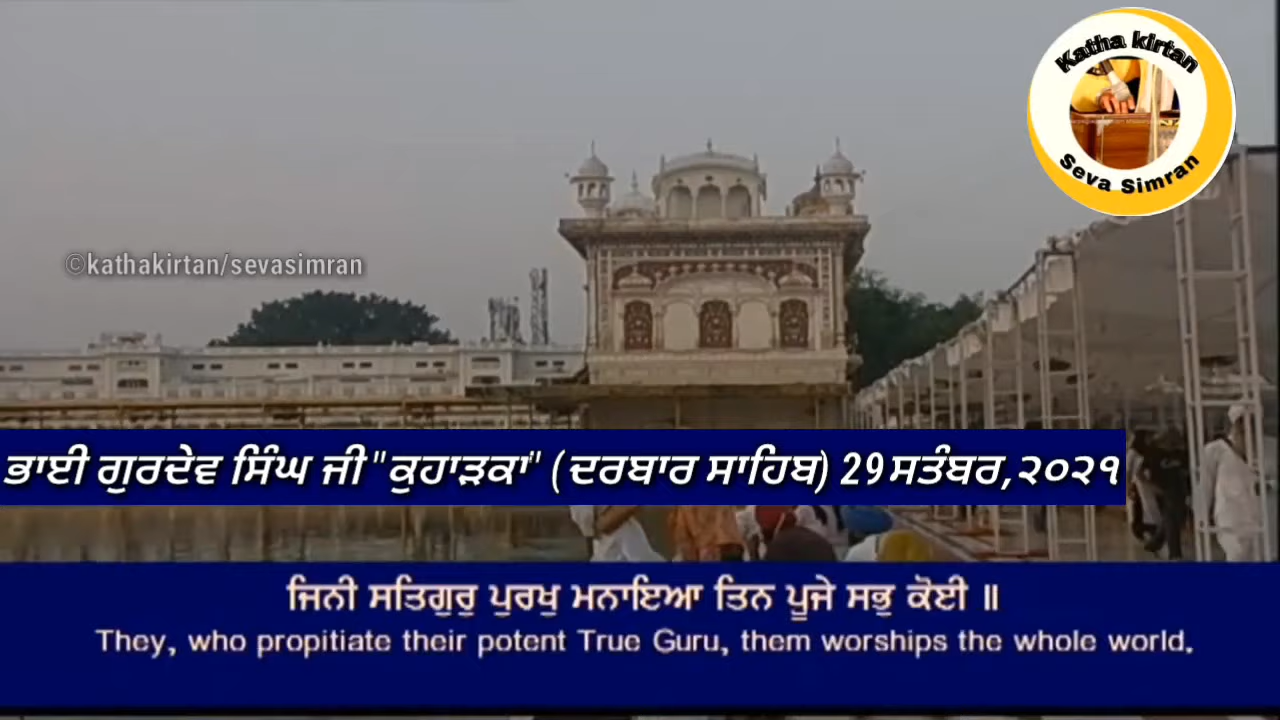 Katha kirtan
Seva Simran
©kathakirtan/sevasimran
ਭਾਈ ਗੁਰਦੇਵ ਸਿੰਘ ਜੀ "ਕੁਹਾੜਕਾ" (ਦਰਬਾਰ ਸਾਹਿਬ) 29 ਸਤੰਬਰ,੨੦੨੧
ਜਿਨੀ ਸਤਿਗੁਰੁ ਪੁਰਖੁ ਮਨਾਇਆ ਤਿਨ ਪੂਜੇ ਸਭੁ ਕੋਈ ॥
They, who propitiate their potent True Guru, them worships the whole world.